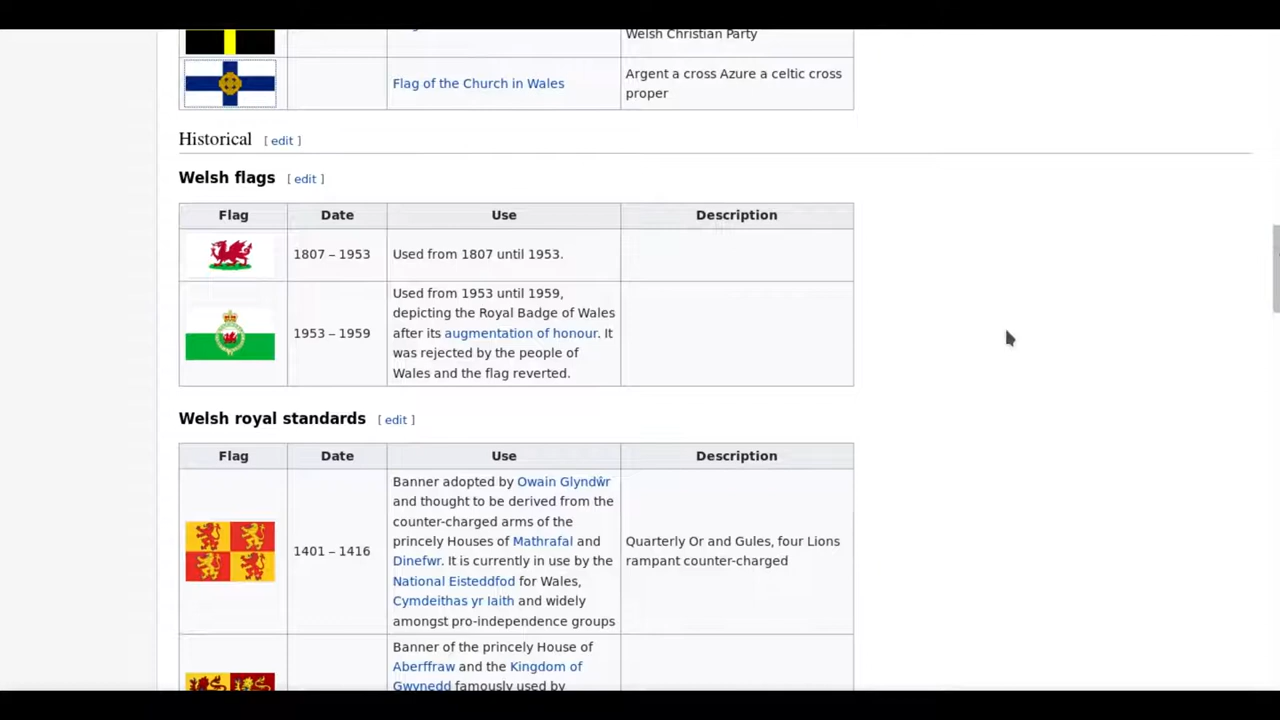 Welsh Christian Party
Flag of the Church in Wales
Argent a cross Azure a celtic cross
proper
Historical [ edit ]
Welsh flags [ edit ]
Flag Date Use Description
1807 – 1953 Used from 1807 until 1953.
1953 – 1959
Used from 1953 until 1959,
depicting the Royal Badge of Wales
after its augmentation of honour. It
was rejected by the people of
Wales and the flag reverted.
Welsh royal standards [ edit ]
Flag Date Use Description
1401 – 1416
Banner adopted by Owain Glyndŵr
and thought to be derived from the
counter-charged arms of the
princely Houses of Mathrafal and
Dinefwr. It is currently in use by the
National Eisteddfod for Wales,
Cymdeithas yr Iaith and widely
amongst pro-independence groups
Quarterly Or and Gules, four Lions
rampant counter-charged
Banner of the princely House of
Aberffraw and the Kingdom of
Gwynedd famously used by